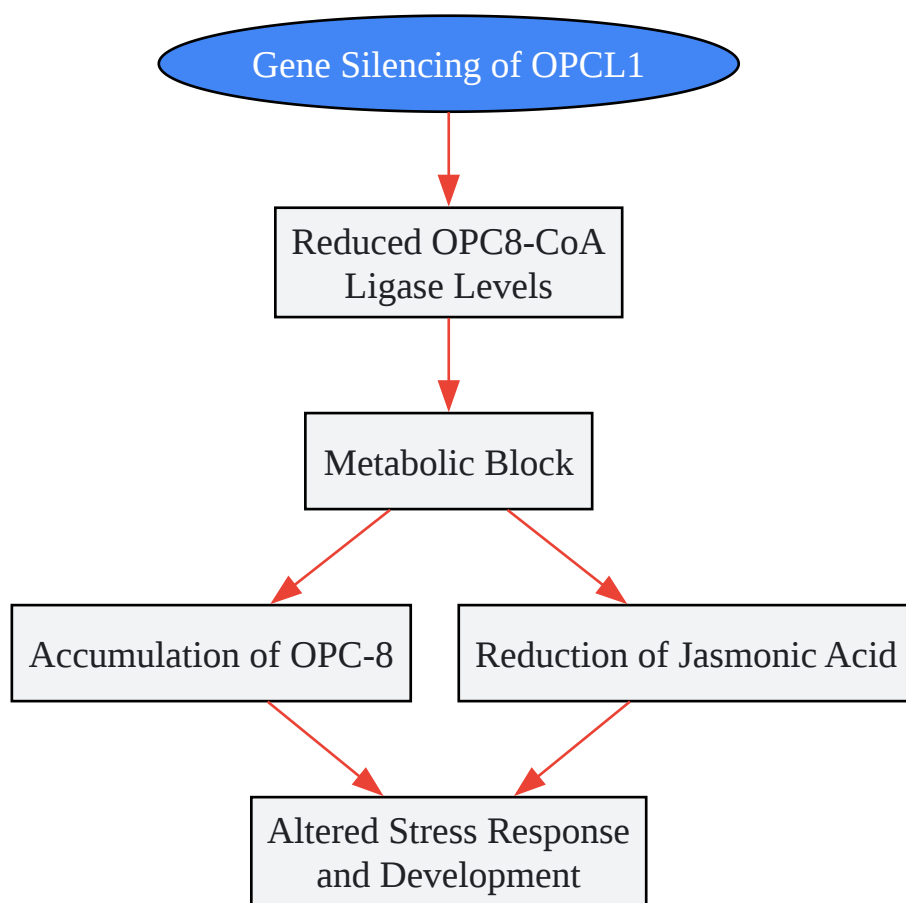 Gene Silencing of OPCL1
Reduced OPC8-CoA
Ligase Levels
Metabolic Block
Accumulation of OPC-8
Reduction of Jasmonic Acid
Altered Stress Response
and Development